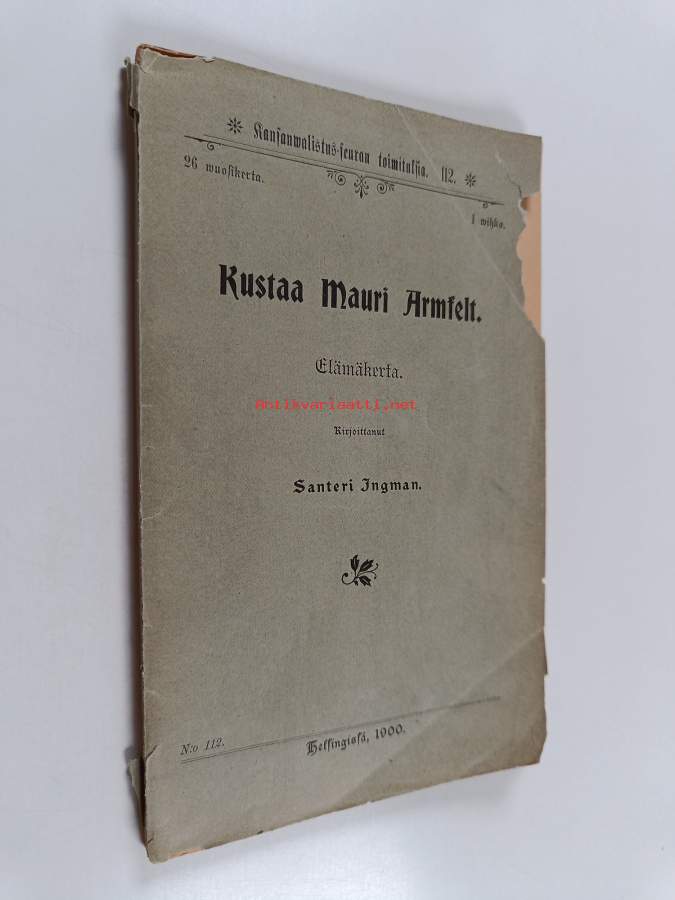 Kansanwalistus-seuran toimituksia. 112.
26 wuosikerta.
1 wihko.
Kustaa Mauri Armfelt.
Elämäkerta.
antikvariaatti.net
Kirjoittanut
Santeri Ingman.
N:o 112.
Helsingissä, 1900.